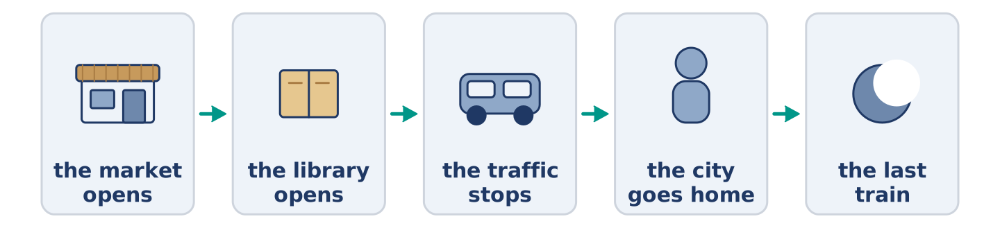 the market
opens
the library
opens
the traffic
stops
the city
goes home
the last
train